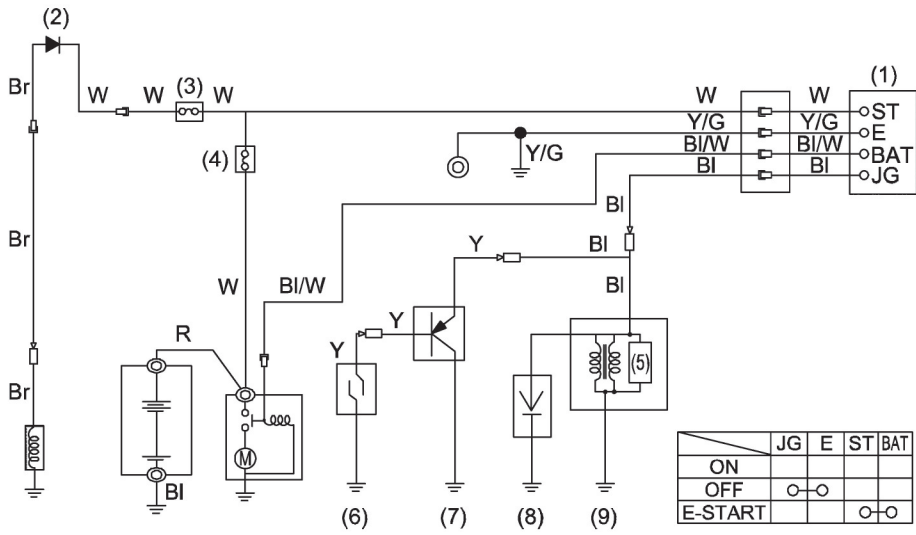 (2)
(1)
Br
W
W
(3)
W
W
W
ST
Y/G
Y/G
E
(4)
Y/G
Bl/W
Bl/W
BAT
Bl
Bl
JG
Bl
Br
Y
Bl
W
Bl/W
Bl
R
Y
Y
(5)
Br
M
Bl
(6)
(7)
(8)
(9)
JG E ST BAT
ON
OFF
E-START